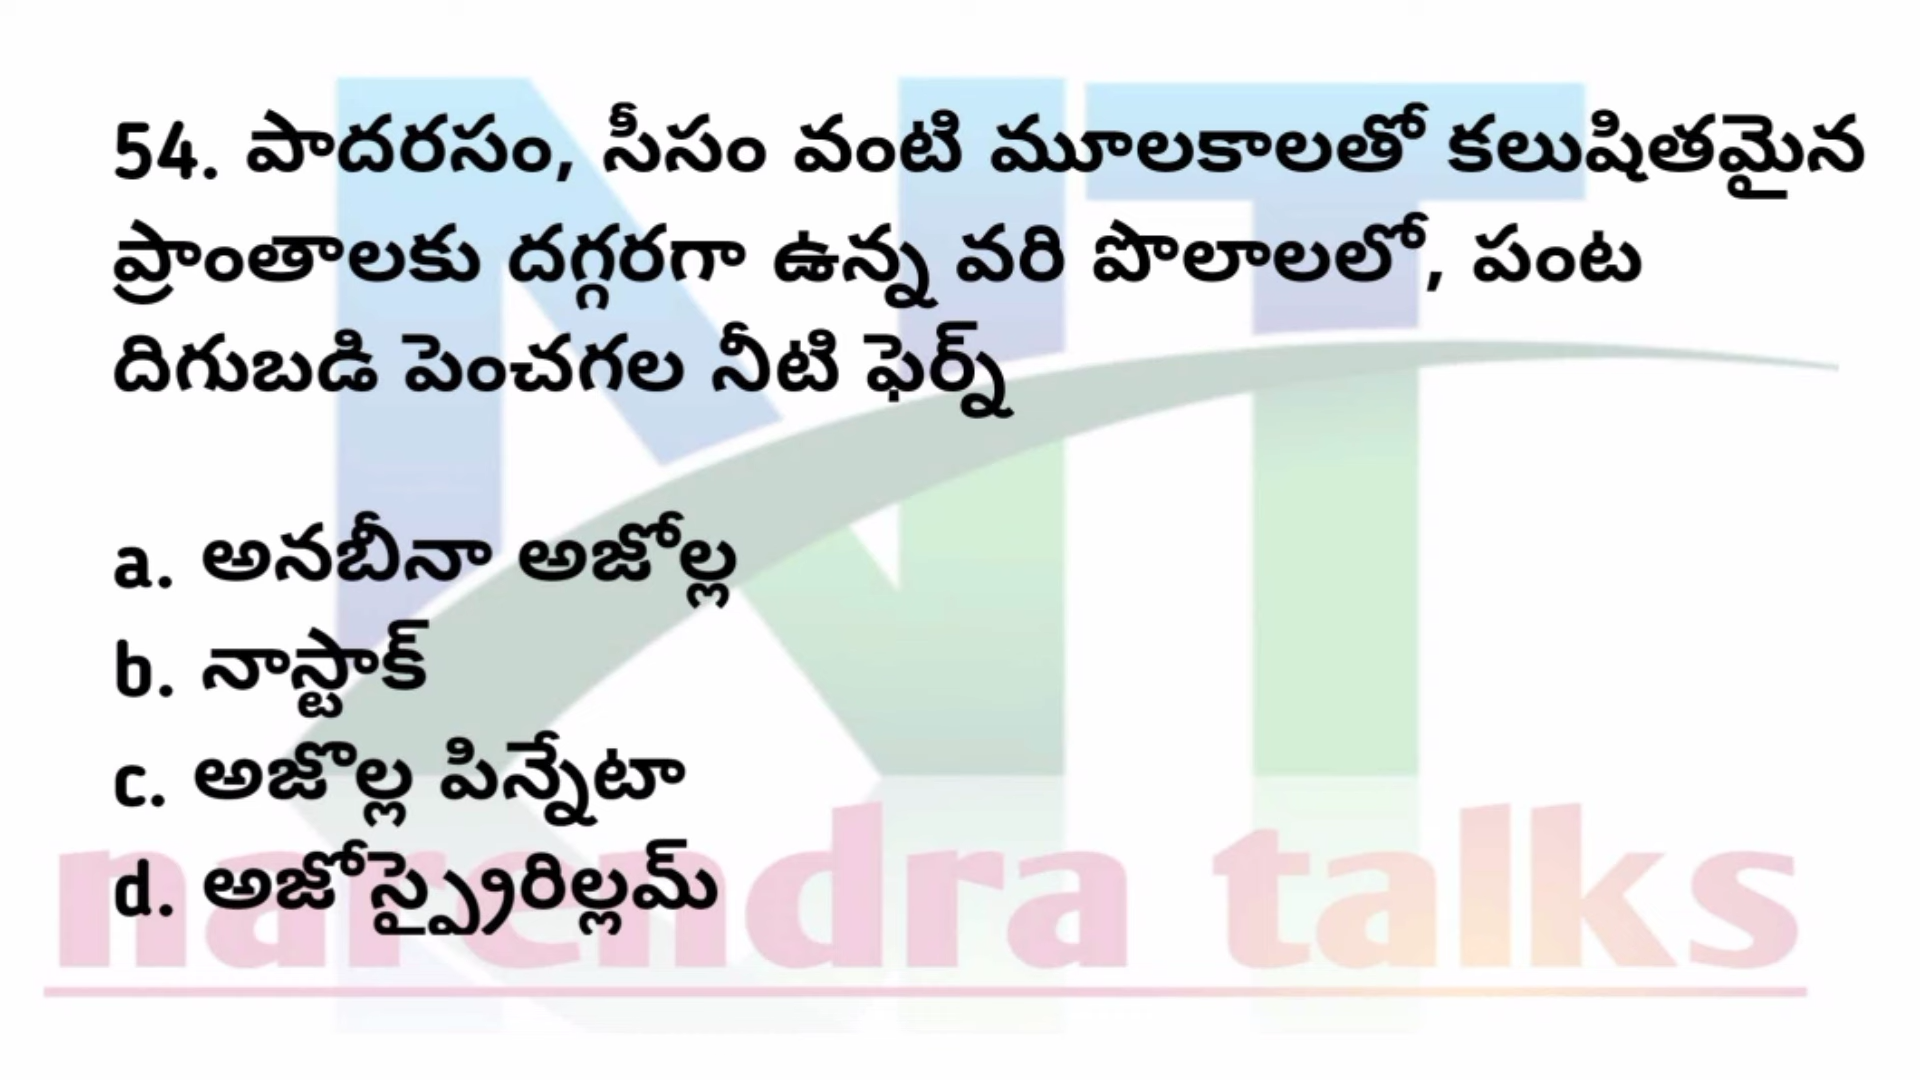 54. పాదరసం, సీసం వంటి మూలకాలతో కలుషితమైన
ప్రాంతాలకు దగ్గరగా ఉన్న వరి పొలాలలో, పంట
దిగుబడి పెంచగల నీటి ఫెర్న్
a. అనబీనా అజోల్ల
b. నాస్టాక్
c. అజొల్ల పిన్నేటా
d. అజోస్ప్రైరిల్లమ్
narendra talks